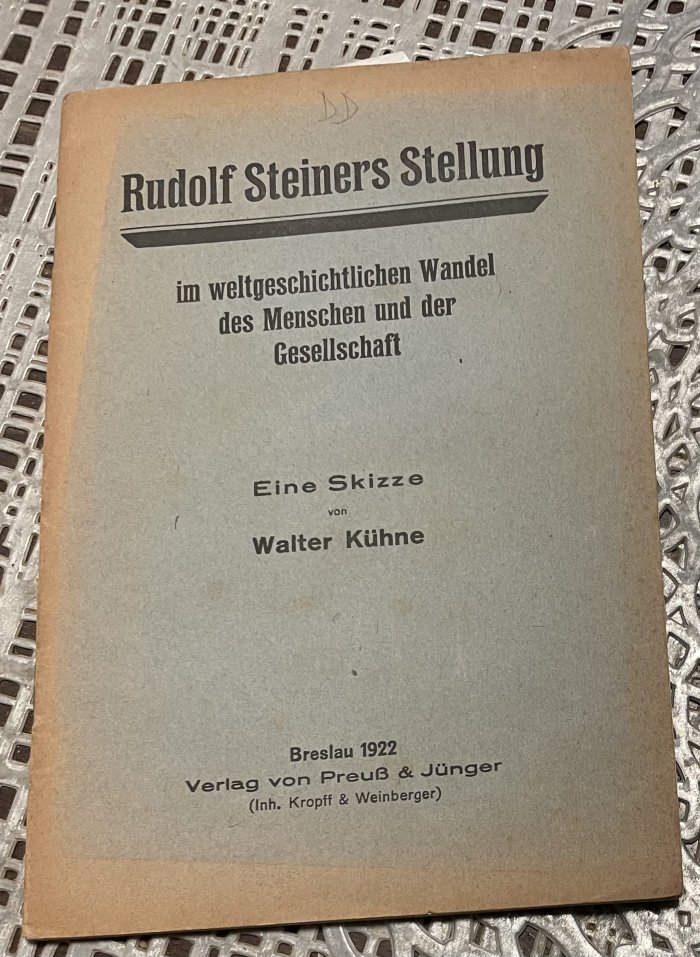 DD
Rudolf Steiners Stellung
im weltgeschichtlichen Wandel
des Menschen und der
Gesellschaft
Eine Skizze
von
Walter Kühne
Breslau 1922
Verlag von Preuß & Jünger
(Inh. Kropff & Weinberger)